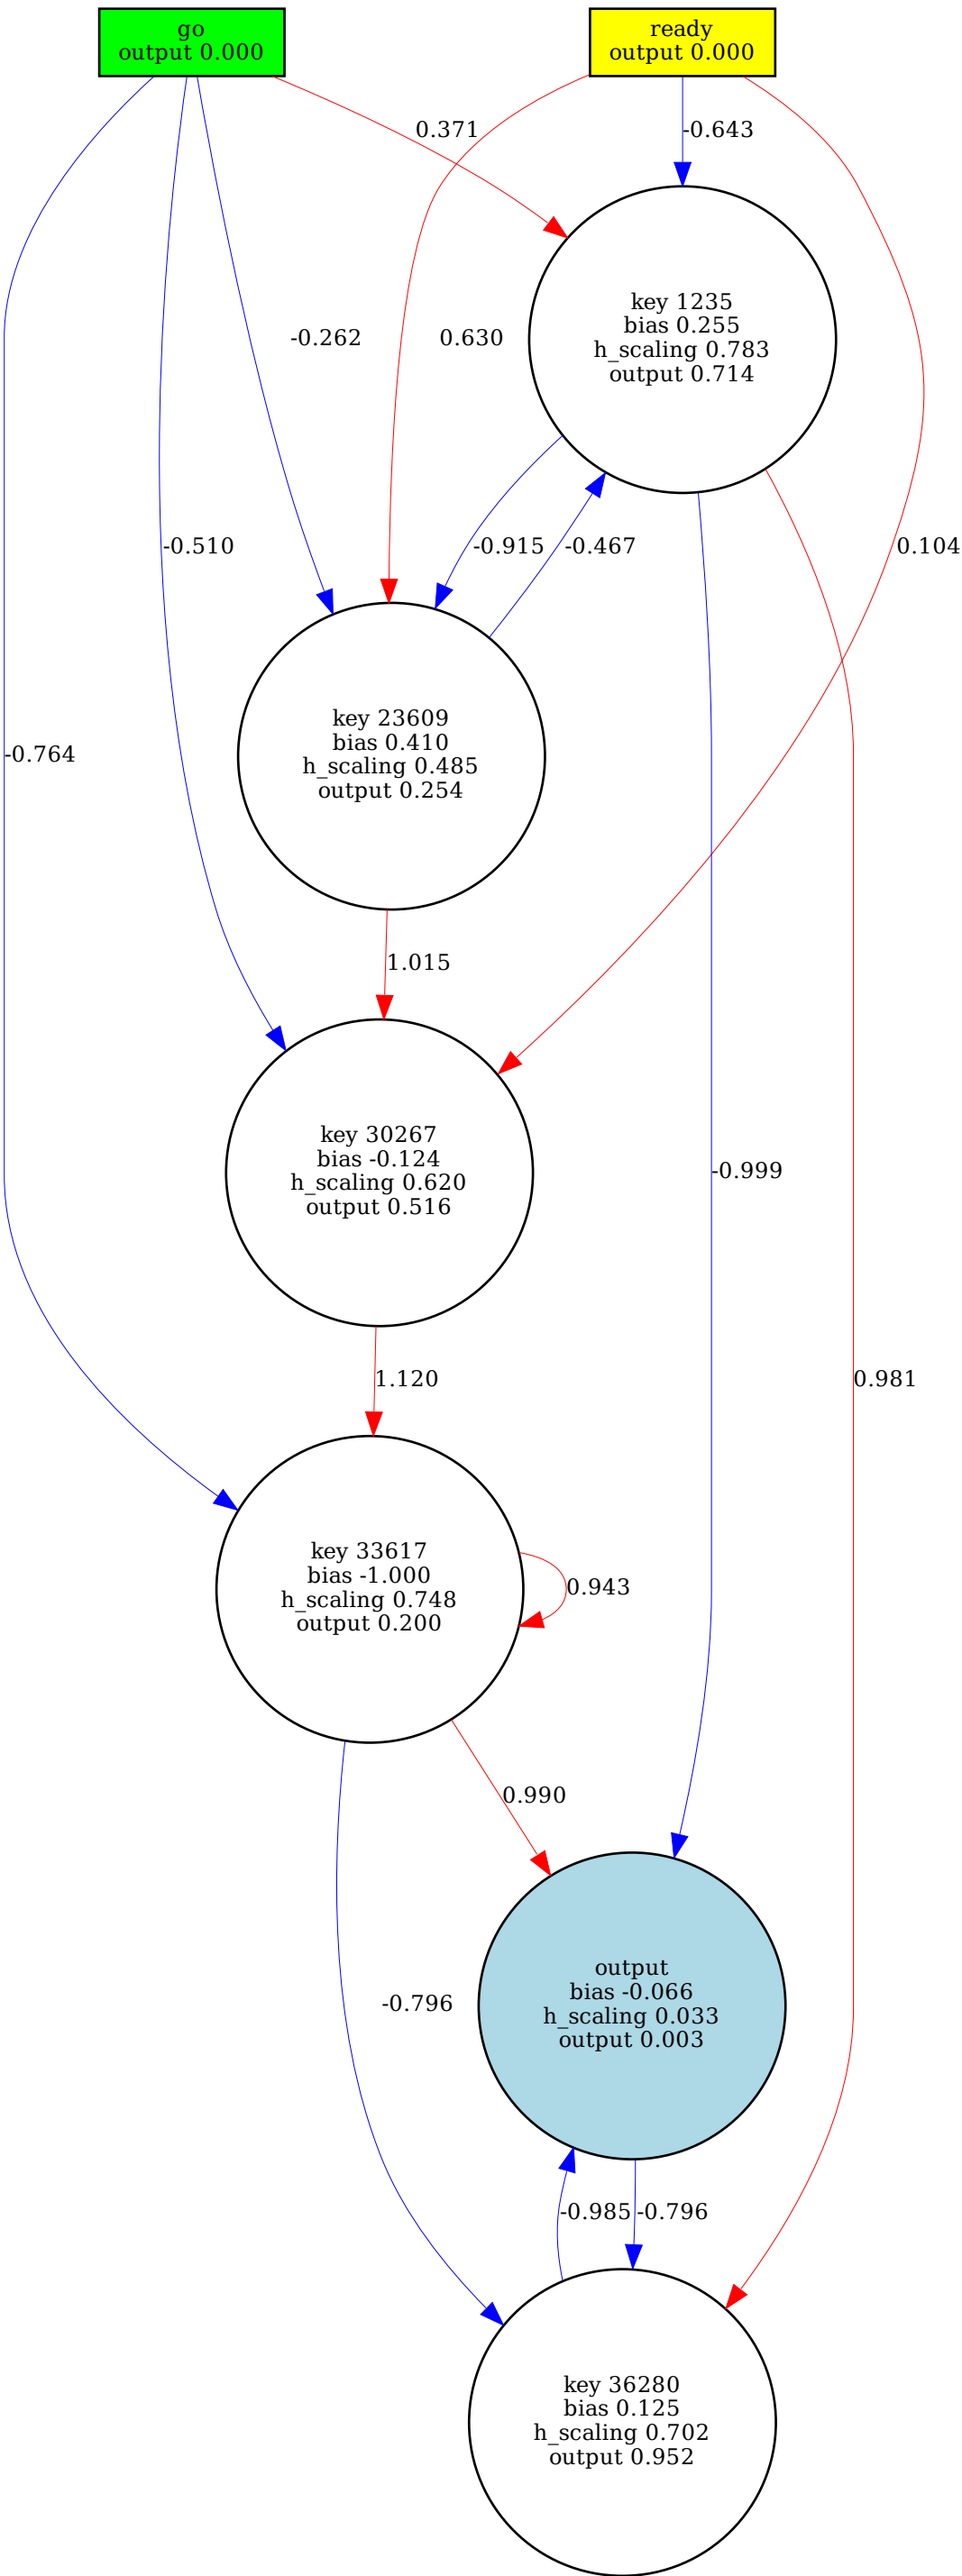 go
output 0.000
ready
output 0.000
0.371
-0.643
key 1235
bias 0.255
h_scaling 0.783
output 0.714
-0.262
0.630
-0.510
-0.915
-0.467
0.104
key 23609
bias 0.410
h_scaling 0.485
output 0.254
-0.764
1.015
key 30267
bias -0.124
h_scaling 0.620
output 0.516
-0.999
1.120
0.981
key 33617
bias -1.000
h_scaling 0.748
output 0.200
0.943
0.990
output
bias -0.066
h_scaling 0.033
output 0.003
-0.796
-0.985
-0.796
key 36280
bias 0.125
h_scaling 0.702
output 0.952